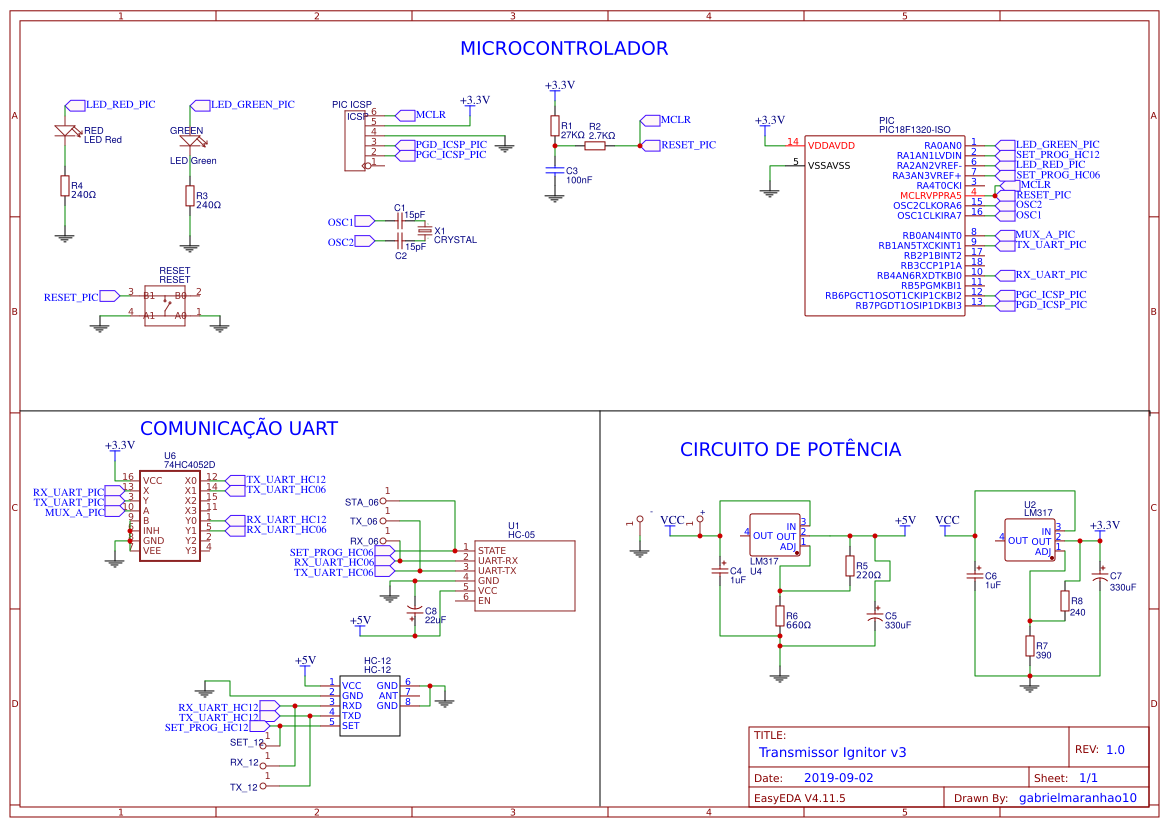 1 2 3 4 5
MICROCONTROLADOR
A
A
LED_RED_PIC
RED
LED Red
R4
240Ω
LED_GREEN_PIC
GREEN
LED Green
R3
240Ω
PIC ICSP
ICSP
6
5
4
3
2
1
MCLR
+3.3V
PGD_ICSP_PIC
PGC_ICSP_PIC
OSC1
OSC2
C1
15pF
15pF
C2
X1
CRYSTAL
+3.3V
R1
27KΩ
R2
2.7KΩ
C3
100nF
MCLR
RESET_PIC
+3.3V
PIC
PIC18F1320-ISO
14 VDDAVDD
5 VSSAVSS
RA0AN0 1 LED_GREEN_PIC
RA1AN1LVDIN 2 SET_PROG_HC12
RA2AN2VREF- 6 LED_RED_PIC
RA3AN3VREF+ 7 SET_PROG_HC06
RA4T0CKI 3 MCLR
MCLRVPPRA5 4 RESET_PIC
OSC2CLKORA6 15 OSC2
OSC1CLKIRA7 16 OSC1
RB0AN4INT0 8 MUX_A_PIC
RB1AN5TXCKINT1 9 TX_UART_PIC
RB2P1BINT2 17
RB3CCP1P1A 18
RB4AN6RXDTKBI0 10 RX_UART_PIC
RB5PGMKBI1 11
RB6PGCT1OSOT1CKIP1CKBI2 12 PGC_ICSP_PIC
RB7PGDT1OSIP1DKBI3 13 PGD_ICSP_PIC
RESET
RESET
RESET_PIC 3 B1 B0 2
4 A1 A0 1
B
B
COMUNICAÇÃO UART
+3.3V
U6
74HC4052D
16 VCC X0 12 TX_UART_HC12
RX_UART_PIC 13 X X1 14 TX_UART_HC06
TX_UART_PIC 3 Y X2 15
MUX_A_PIC 10 A X3 11
9 B Y0 1 RX_UART_HC12
INH Y1 5 RX_UART_HC06
GND Y2 2
VEE Y3 4
STA_06 1
TX_06 1
RX_06 1
U1
HC-05
SET_PROG_HC06 1 STATE
RX_UART_HC06 2 UART-RX
TX_UART_HC06 3 UART-TX
4 GND
5 VCC
6 EN
C8
22uF
+5V
+5V
HC-12
HC-12
1 VCC GND 6
2 GND ANT 7
RX_UART_HC12 3 RXD GND 8
TX_UART_HC12 4 TXD
SET_PROG_HC12 5 SET
SET_12 1
RX_12 1
TX_12 1
C
C
D
D
CIRCUITO DE POTÊNCIA
1 -
VCC
1 +
4 OUT IN 3
OUT 2
ADJ 1
LM317
U4
+5V
C4
1uF
R5
220Ω
R6
660Ω
C5
330uF
VCC
U2
LM317
4 OUT IN 3
OUT 2
ADJ 1
+3.3V
C6
1uF
C7
330uF
R8
240
R7
390
TITLE:
Transmissor Ignitor v3
REV: 1.0
Date: 2019-09-02
Sheet: 1/1
EasyEDA V4.11.5
Drawn By: gabrielmaranhao10
1 2 3 4 5